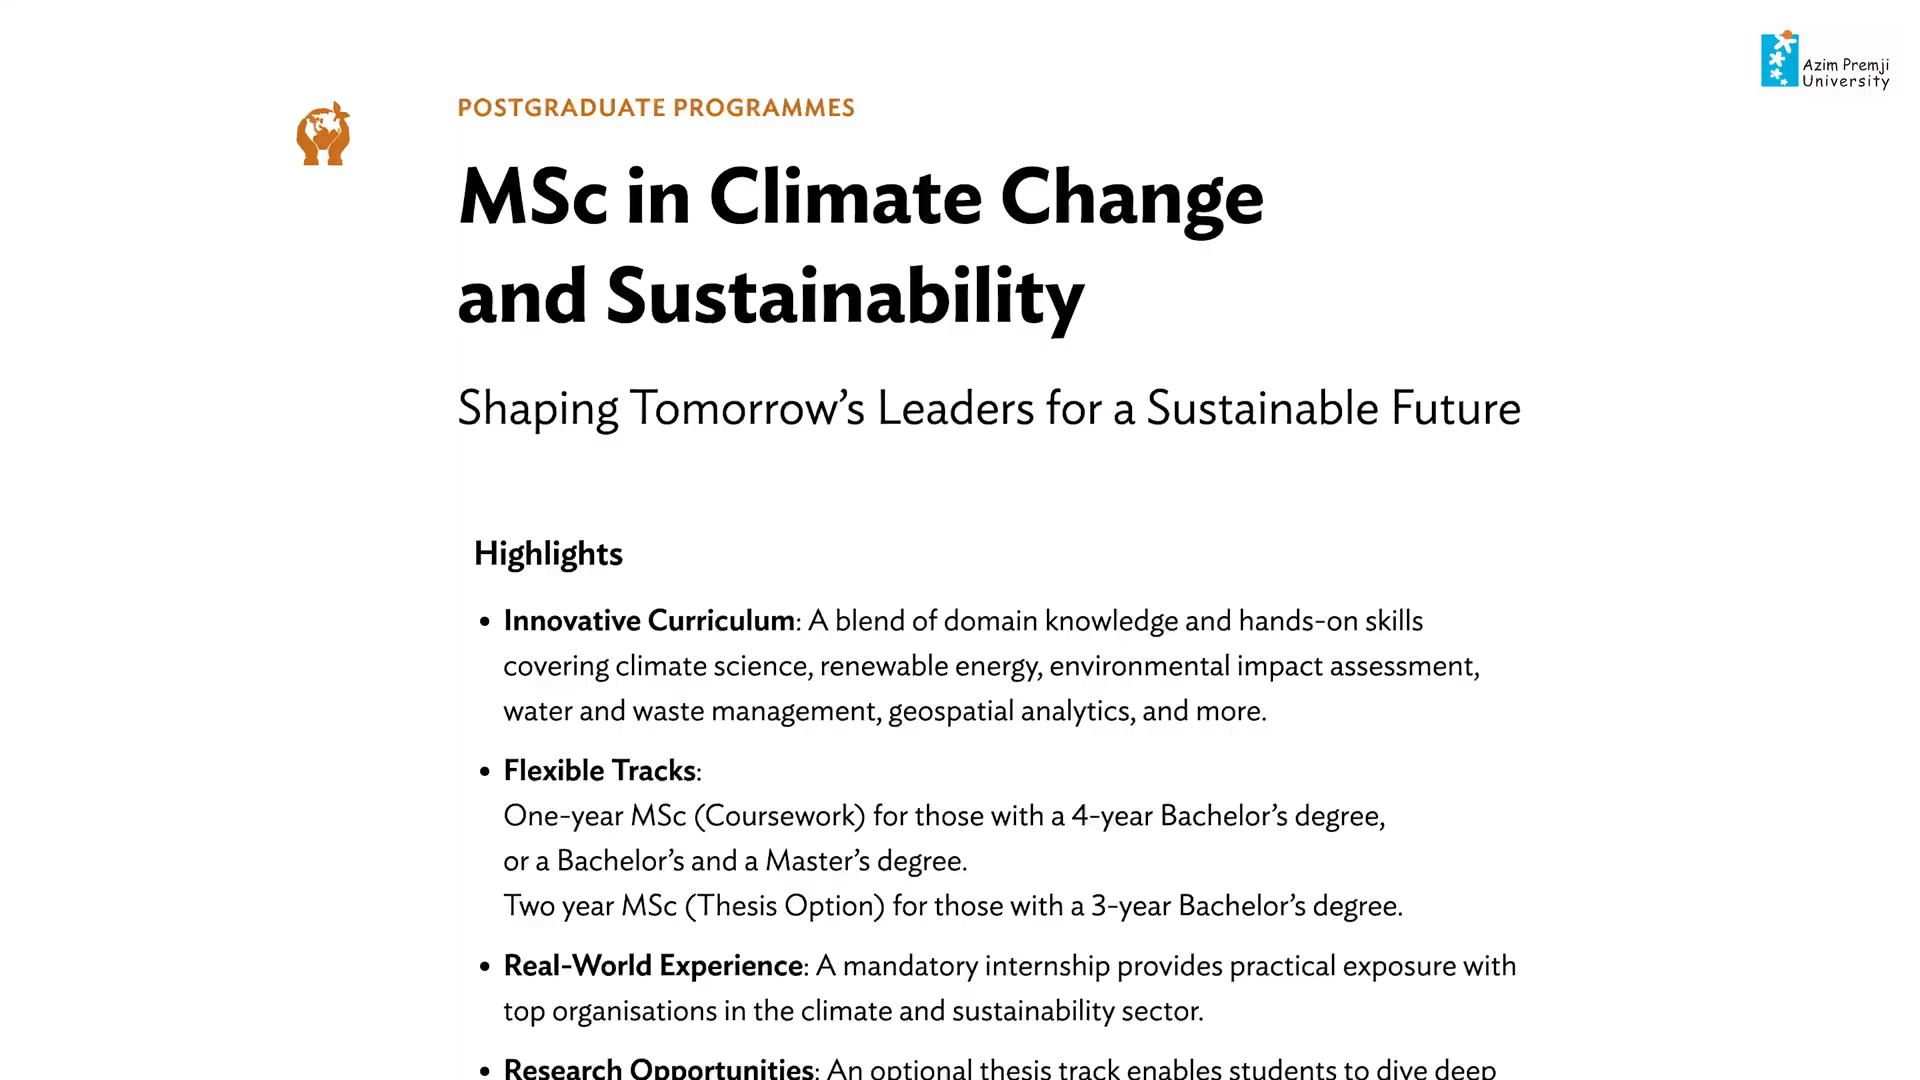 Azim Premji
University
POSTGRADUATE PROGRAMMES
MSc in Climate Change
and Sustainability
Shaping Tomorrow’s Leaders for a Sustainable Future
Highlights
• Innovative Curriculum: A blend of domain knowledge and hands-on skills
covering climate science, renewable energy, environmental impact assessment,
water and waste management, geospatial analytics, and more.
• Flexible Tracks:
One-year MSc (Coursework) for those with a 4-year Bachelor’s degree,
or a Bachelor’s and a Master’s degree.
Two year MSc (Thesis Option) for those with a 3-year Bachelor’s degree.
• Real-World Experience: A mandatory internship provides practical exposure with
top organisations in the climate and sustainability sector.
• Research Opportunities: An optional thesis track enables students to dive deep